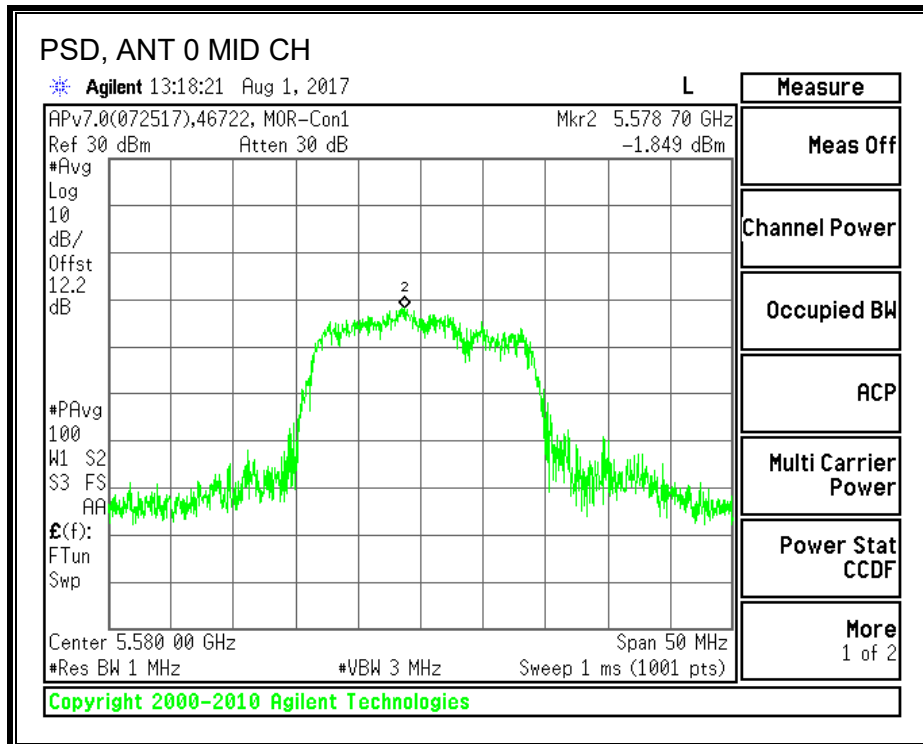 PSD, ANT 0 MID CH
Agilent 13:18:21 Aug 1, 2017 L
Measure
APv7.0(072517),46722, MOR-Con1 Mkr2 5.578 70 GHz
Ref 30 dBm Atten 30 dB -1.849 dBm
#Avg
Log
10
dB/
Offst
12.2
dB
2
#PAvg
100
W1 S2
S3 FS
AA
£(f):
FTun
Swp
Center 5.580 00 GHz Span 50 MHz
#Res BW 1 MHz #VBW 3 MHz Sweep 1 ms (1001 pts)
Copyright 2000-2010 Agilent Technologies
Meas Off
Channel Power
Occupied BW
ACP
Multi Carrier
Power
Power Stat
CCDF
More
1 of 2